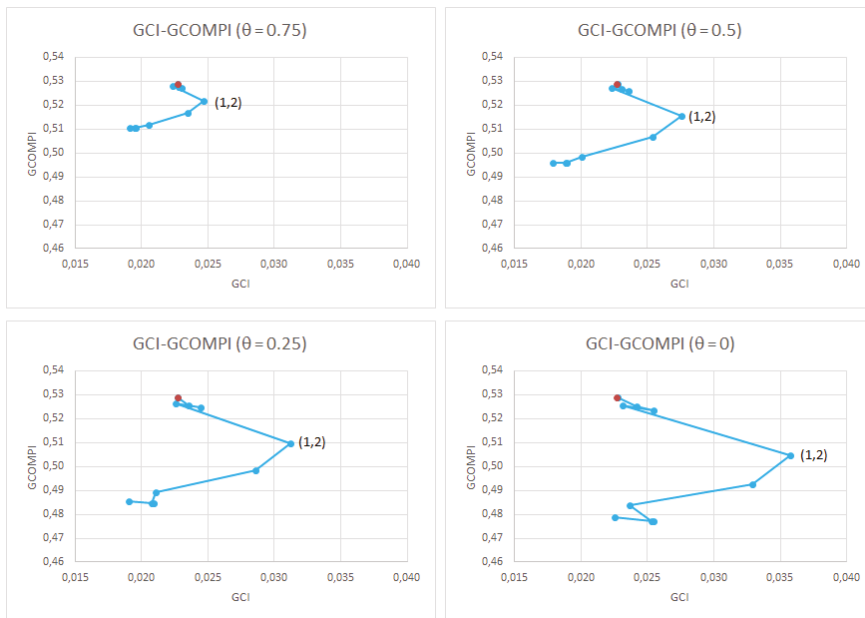 GCI-GCOMPI (θ = 0.75)
0,54
0,53
0,52
0,51
0,50
0,49
0,48
0,47
0,46
GCOMPI
(1,2)
0,015 0,020 0,025 0,030 0,035 0,040
GCI
GCI-GCOMPI (θ = 0.5)
0,54
0,53
0,52
0,51
0,50
0,49
0,48
0,47
0,46
GCOMPI
(1,2)
0,015 0,020 0,025 0,030 0,035 0,040
GCI
GCI-GCOMPI (θ = 0.25)
0,54
0,53
0,52
0,51
0,50
0,49
0,48
0,47
0,46
GCOMPI
(1,2)
0,015 0,020 0,025 0,030 0,035 0,040
GCI
GCI-GCOMPI (θ = 0)
0,54
0,53
0,52
0,51
0,50
0,49
0,48
0,47
0,46
GCOMPI
(1,2)
0,015 0,020 0,025 0,030 0,035 0,040
GCI